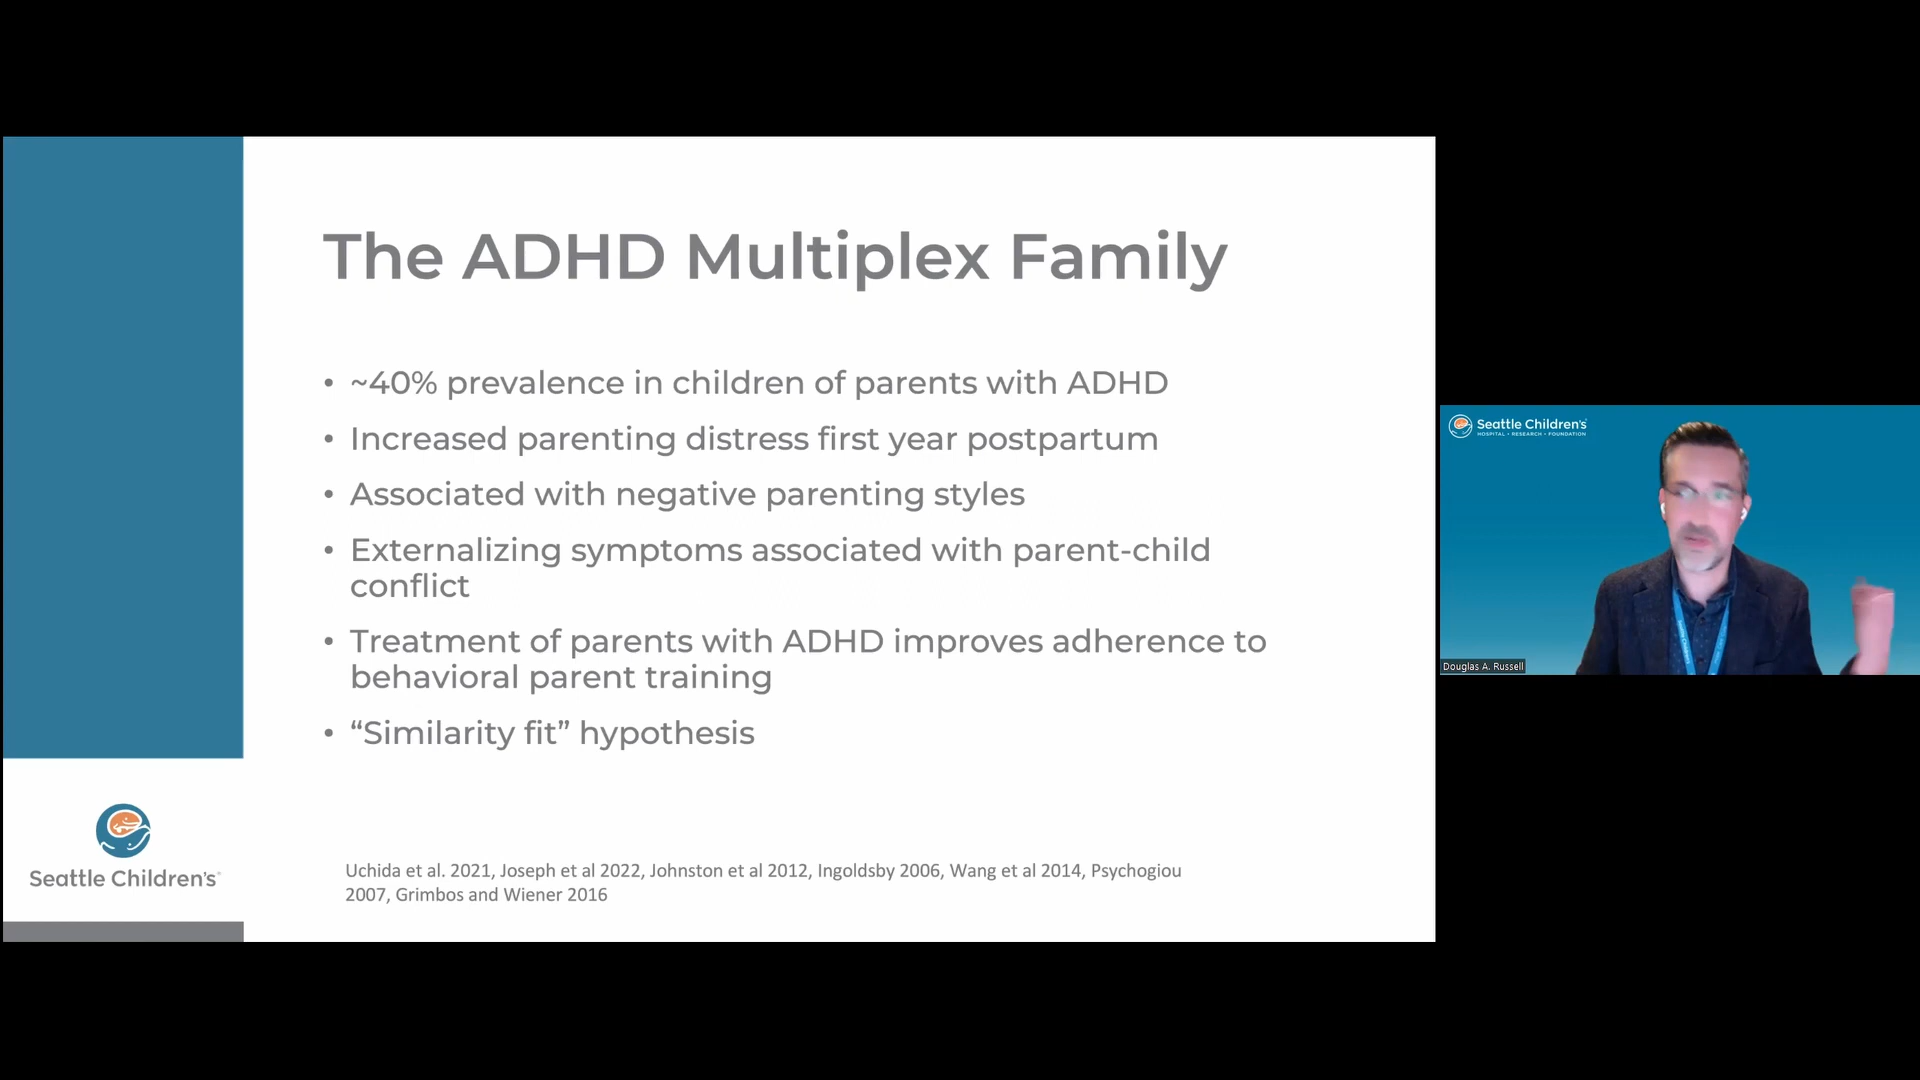 The ADHD Multiplex Family
• ~40% prevalence in children of parents with ADHD
• Increased parenting distress first year postpartum
• Associated with negative parenting styles
• Externalizing symptoms associated with parent-child
conflict
• Treatment of parents with ADHD improves adherence to
behavioral parent training
• “Similarity fit” hypothesis
Uchida et al. 2021, Joseph et al 2022, Johnston et al 2012, Ingoldsby 2006, Wang et al 2014, Psychogiou
2007, Grimbos and Wiener 2016
Seattle Children's
Seattle Children's
HOSPITAL • RESEARCH • FOUNDATION
Douglas A. Russell